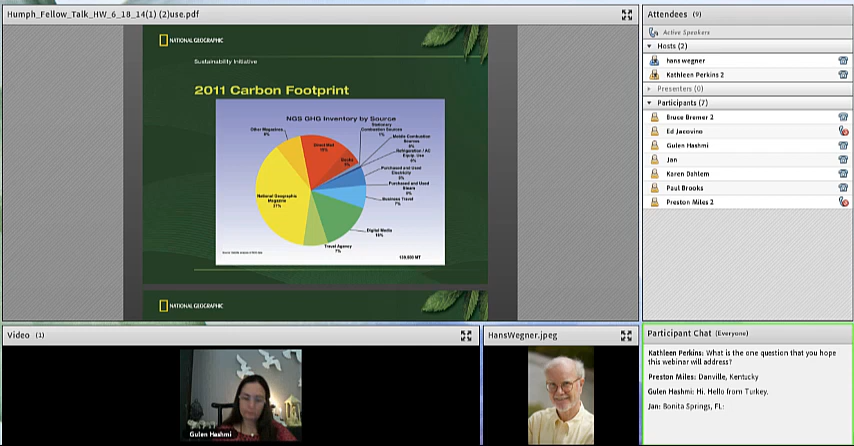 Humph_Fellow_Talk_HW_6_18_14(1) (2)use.pdf
NATIONAL GEOGRAPHIC
Sustainability Initiative
2011 Carbon Footprint
NGS GHG Inventory by Source
Other Magazines
Direct Mail
Books
Stationary
Combustion Sources
1%
Mobile Combustion
Sources
0%
Refrigeration / AC
Equip. Use
0%
Purchased and Used
Electricity
Purchased and Used
Steam
0%
Business Travel
7%
Digital Media
Travel Agency
7%
National Geographic
Magazine
MT
NATIONAL GEOGRAPHIC
Attendees (9)
Active Speakers
Hosts (2)
hans wegner
Kathleen Perkins 2
Presenters (0)
Participants (7)
Bruce Bremer 2
Ed Jacovino
Gulen Hashmi
Jan
Karen Dahlem
Paul Brooks
Preston Miles 2
Video (1)
Gulen Hashmi
HansWegner.jpeg
Participant Chat (Everyone)
Kathleen Perkins: What is the one question that you hope
this webinar will address?
Preston Miles: Danville, Kentucky
Gulen Hashmi: Hi, Hello from Turkey,
Jan: Bonita Springs, FL: